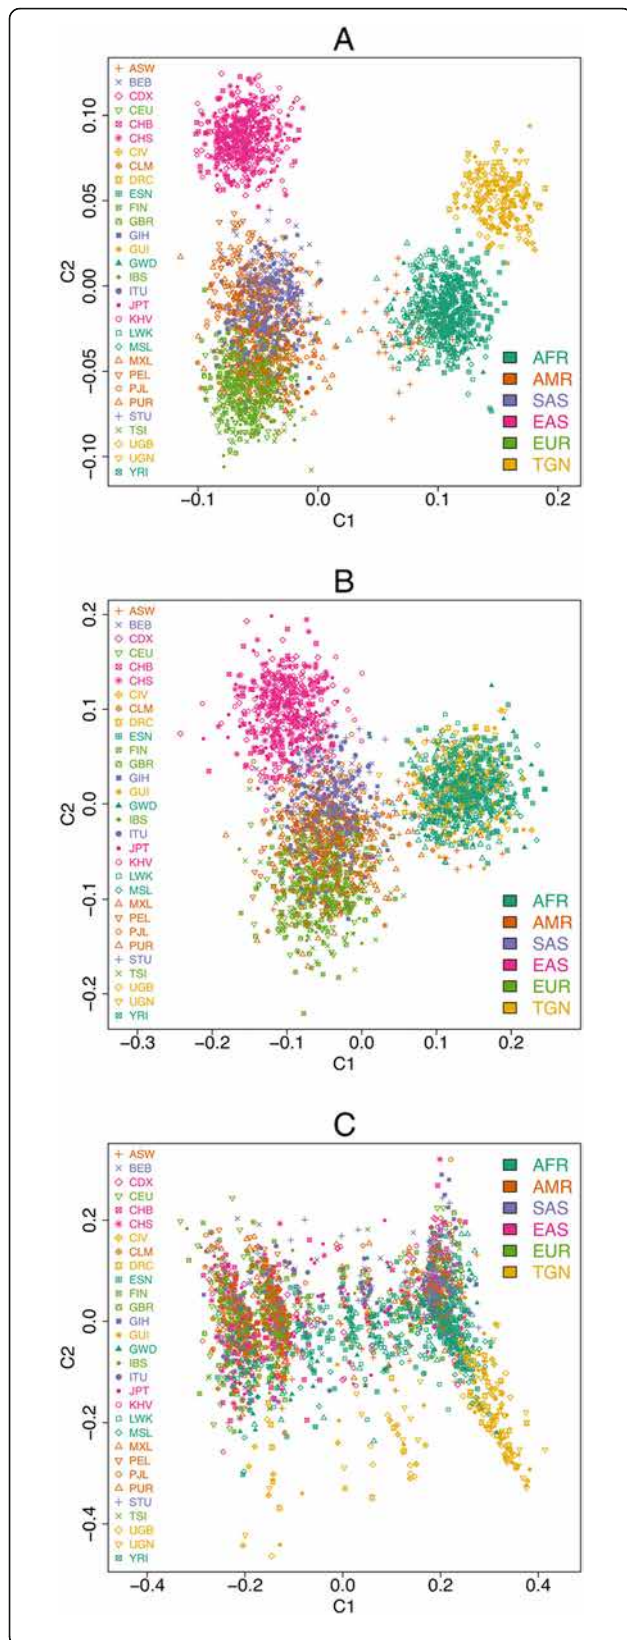 A
ASW
BEB
CDX
CEU
CHB
CHS
CIV
CLM
DRC
ESN
FIN
GBR
GIH
GUI
GWD
IBS
ITU
JPT
KHV
LWK
MSL
MXL
PEL
PJL
PUR
STU
TSI
UGB
UGN
YRI
AFR
AMR
SAS
EAS
EUR
TGN
C2
0.10
0.05
0.00
−0.05
−0.10
−0.1
0.0
0.1
0.2
C1
B
ASW
BEB
CDX
CEU
CHB
CHS
CIV
CLM
DRC
ESN
FIN
GBR
GIH
GUI
GWD
IBS
ITU
JPT
KHV
LWK
MSL
MXL
PEL
PJL
PUR
STU
TSI
UGB
UGN
YRI
AFR
AMR
SAS
EAS
EUR
TGN
C2
0.2
0.1
0.0
−0.1
−0.2
−0.3
−0.2
−0.1
0.0
0.1
0.2
C1
C
ASW
BEB
CDX
CEU
CHB
CHS
CIV
CLM
DRC
ESN
FIN
GBR
GIH
GUI
GWD
IBS
ITU
JPT
KHV
LWK
MSL
MXL
PEL
PJL
PUR
STU
TSI
UGB
UGN
YRI
AFR
AMR
SAS
EAS
EUR
TGN
C2
0.2
0.0
−0.2
−0.4
−0.4
−0.2
0.0
0.2
0.4
C1